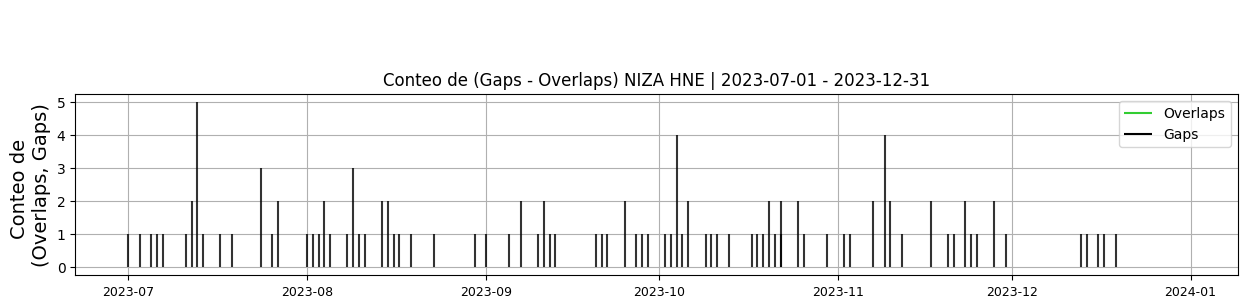 Conteo de (Gaps - Overlaps) NIZA HNE | 2023-07-01 - 2023-12-31
Conteo de
(Overlaps, Gaps)
5
4
3
2
1
0
Overlaps
Gaps
2023-07
2023-08
2023-09
2023-10
2023-11
2023-12
2024-01